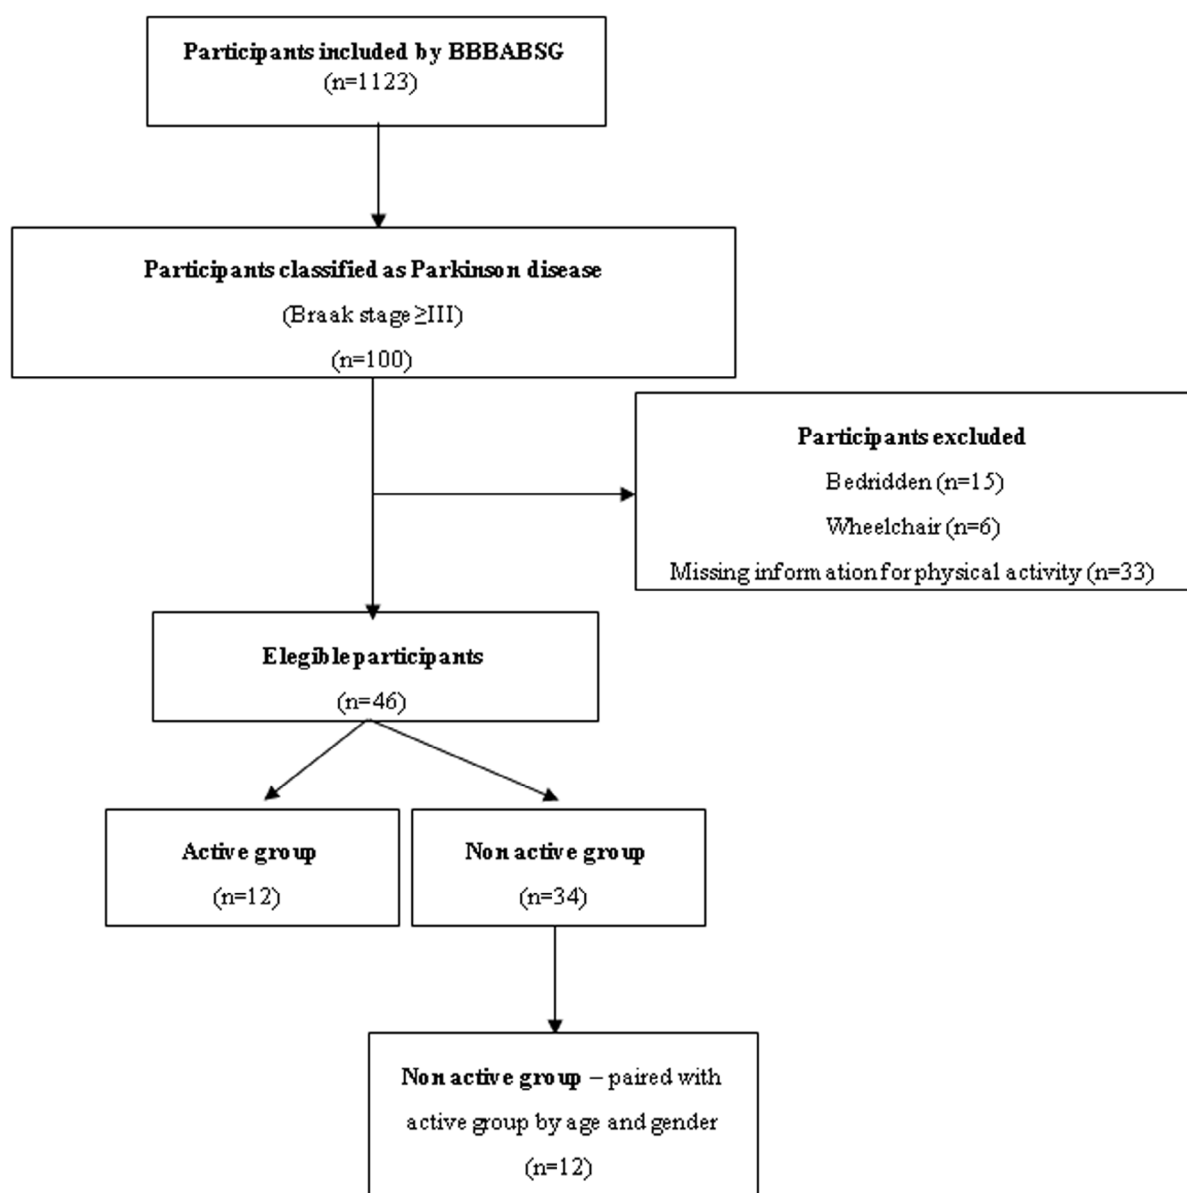 Participants included by BBBABSG
(n=1123)
Participants classified as Parkinson disease
(Braak stage ≥III)
(n=100)
Participants excluded
Bedridden (n=15)
Wheelchair (n=6)
Missing information for physical activity (n=33)
Elegible participants
(n=46)
Active group
(n=12)
Non active group
(n=34)
Non active group – paired with
active group by age and gender
(n=12)